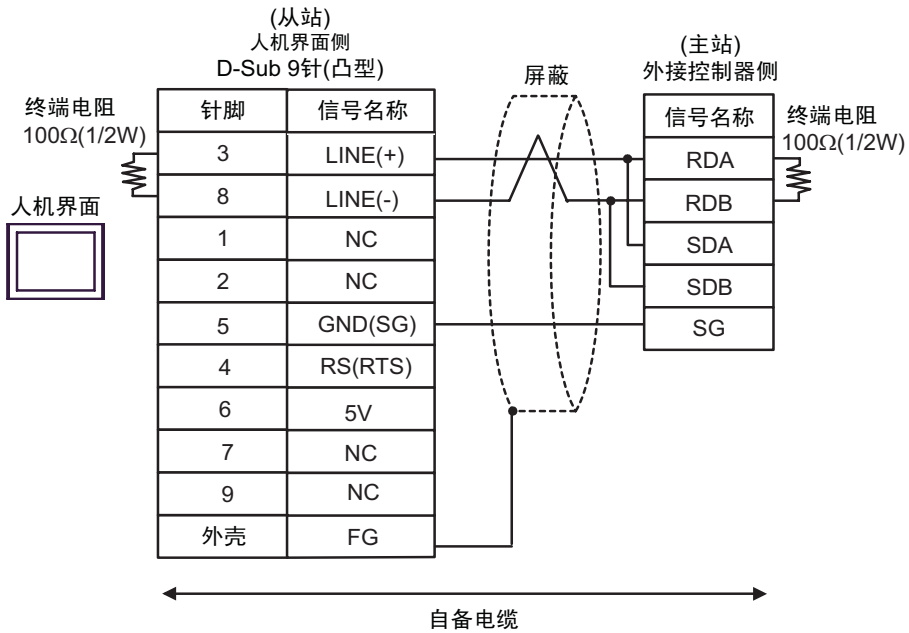 (从站)
人机界面侧
D-Sub 9针(凸型)
(主站)
外接控制器侧
屏蔽
终端电阻
100Ω(1/2W)
人机界面
针脚 信号名称
3 LINE(+)
8 LINE(-)
1 NC
2 NC
5 GND(SG)
4 RS(RTS)
6 5V
7 NC
9 NC
外壳 FG
信号名称
RDA
RDB
SDA
SDB
SG
终端电阻
100Ω(1/2W)
自备电缆